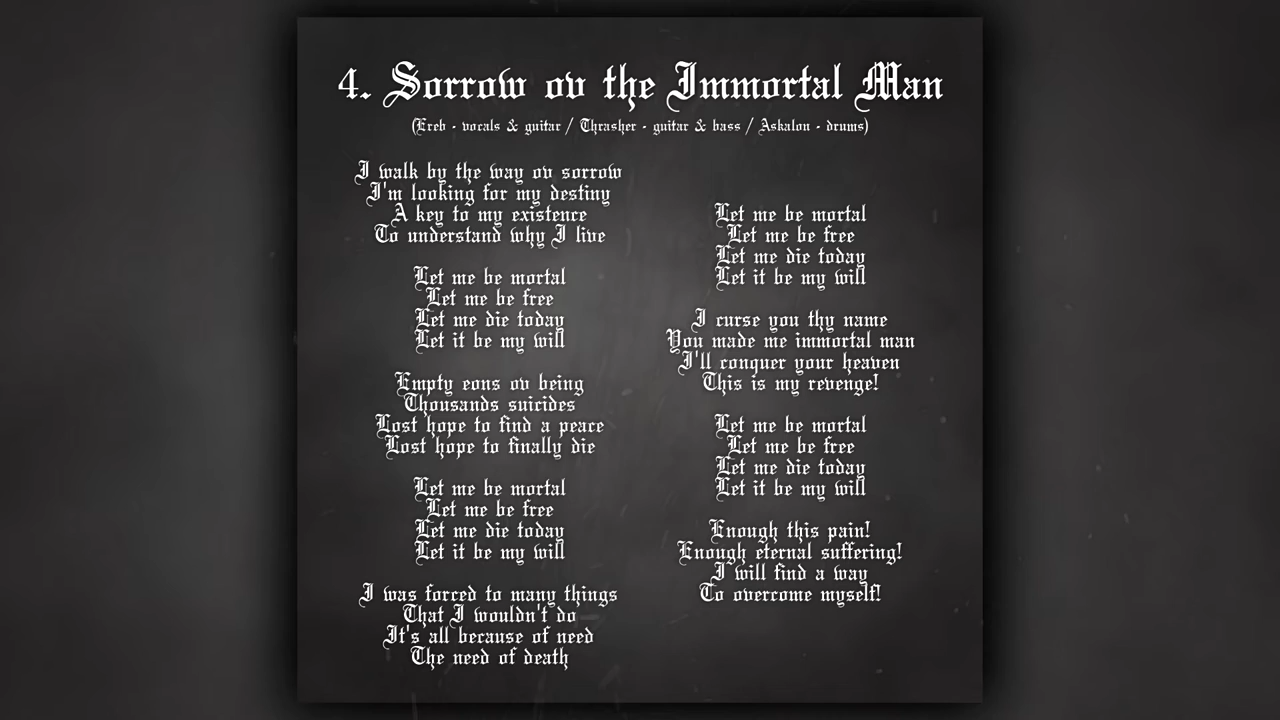 4. Sorrow ov the Immortal Man
(Ereb - vocals & guitar / Thrasher - guitar & bass / Askalon - drums)
I walk by the way ov sorrow
I'm looking for my destiny
A key to my existence
To understand why I live
Let me be mortal
Let me be free
Let me die today
Let it be my will
Empty eons ov being
Thousands suicides
Lost hope to find a peace
Lost hope to finally die
Let me be mortal
Let me be free
Let me die today
Let it be my will
I was forced to many things
That I wouldn't do
It's all because of need
The need of death
Let me be mortal
Let me be free
Let me die today
Let it be my will
I curse you thy name
You made me immortal man
I'll conquer your heaven
This is my revenge!
Let me be mortal
Let me be free
Let me die today
Let it be my will
Enough this pain!
Enough eternal suffering!
I will find a way
To overcome myself!